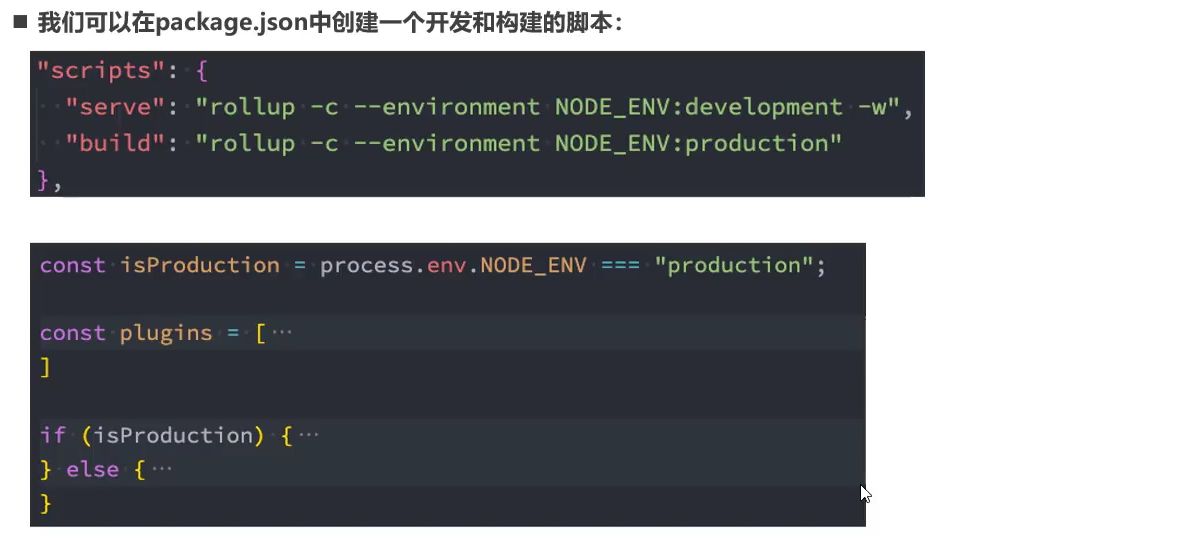 ■ 我们可以在package.json中创建一个开发和构建的脚本：
"scripts": {
  "serve": "rollup -c --environment NODE_ENV:development -w",
  "build": "rollup -c --environment NODE_ENV:production"
},
const isProduction = process.env.NODE_ENV === "production";
const plugins = [···
]
if (isProduction) {···
} else {···
}